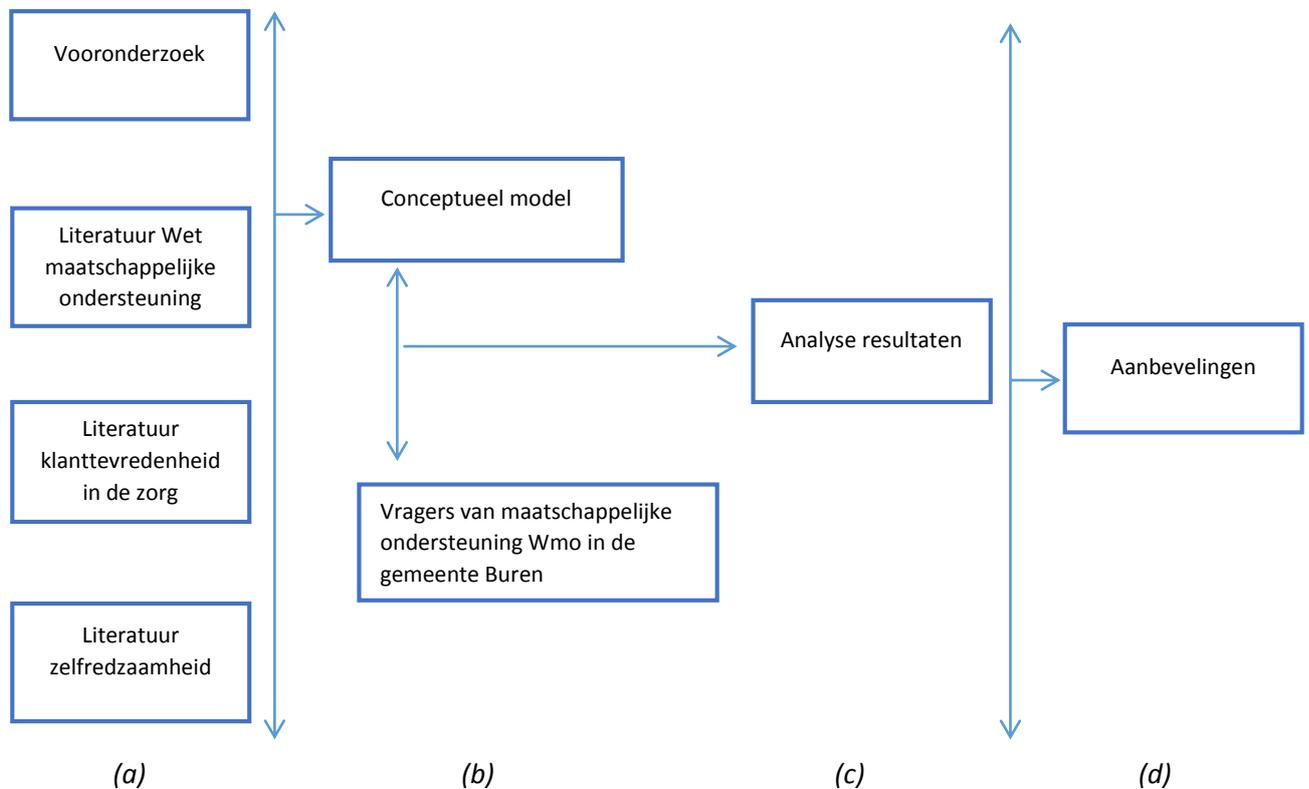 Vooronderzoek
Literatuur Wet
maatschappelijke
ondersteuning
Literatuur
klanttevredenheid
in de zorg
Literatuur
zelfredzaamheid
Conceptueel model
Vragers van maatschappelijke
ondersteuning Wmo in de
gemeente Buren
Analyse resultaten
Aanbevelingen
(a)
(b)
(c)
(d)